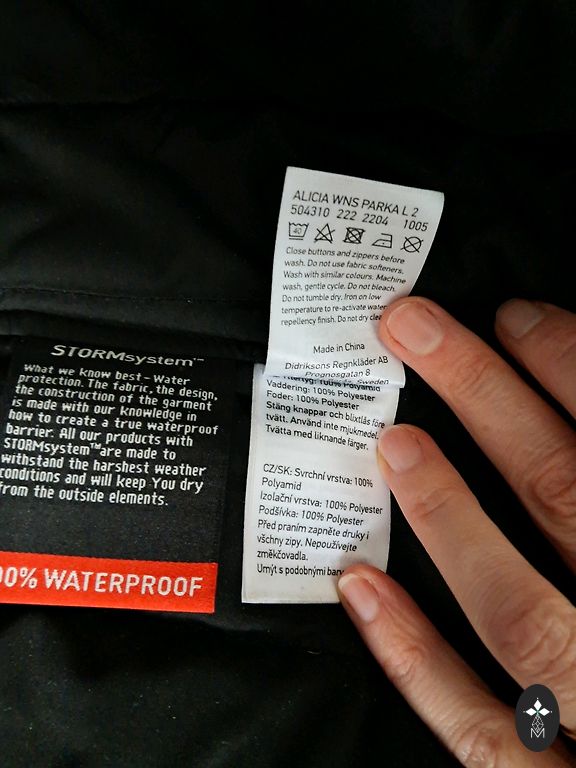 ALICIA WNS PARKA L 2
504310 222 2204 1005
40
Close buttons and zippers before
wash. Do not use fabric softeners.
Wash with similar colours. Machine
wash, gentle cycle. Do not bleach.
Do not tumble dry. Iron on low
temperature to re-activate water
repellency finish. Do not dry
Made in China
Didriksons Regnkläder AB
Prognosgatan 8
Sweden
100% Polyamid
Vaddering: 100% Polyester
Foder: 100% Polyester
Stäng knappar och blixtlås före
tvätt. Använd inte mjukmedel.
Tvätta med liknande färger.
CZ/SK: Svrchní vrstva: 100%
Polyamid
Izolační vrstva: 100% Polyester
Podšívka: 100% Polyester
Před praním zapněte druky i
všechny zipy. Nepoužívejte
změkčovadla.
Umýt s podobnými
STORMsystem™
What we know best - Water
protection. The fabric, the design,
the construction of the garment
is made with our knowledge in
how to create a true waterproof
barrier. All our products with
STORMsystem™ are made to
withstand the harshest weather
conditions and will keep You dry
from the outside elements.
00% WATERPROOF
M